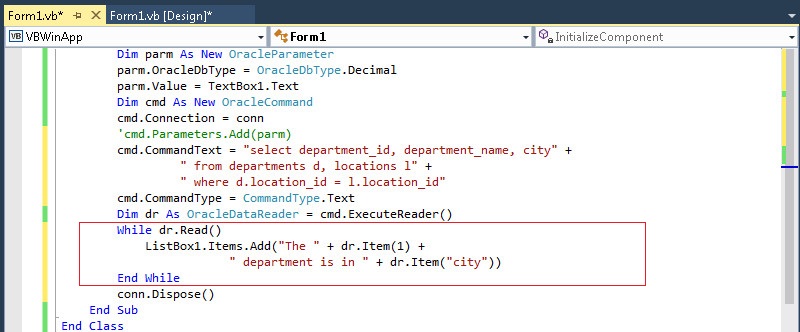 Form1.vb* Form1.vb [Design]*
VB VBWinApp Form1 InitializeComponent
Dim parm As New OracleParameter
parm.OracleDbType = OracleDbType.Decimal
parm.Value = TextBox1.Text
Dim cmd As New OracleCommand
cmd.Connection = conn
'cmd.Parameters.Add(parm)
cmd.CommandText = "select department_id, department_name, city" +
" from departments d, locations l" +
" where d.location_id = l.location_id"
cmd.CommandType = CommandType.Text
Dim dr As OracleDataReader = cmd.ExecuteReader()
While dr.Read()
ListBox1.Items.Add("The " + dr.Item(1) +
" department is in " + dr.Item("city"))
End While
conn.Dispose()
End Sub
End Class